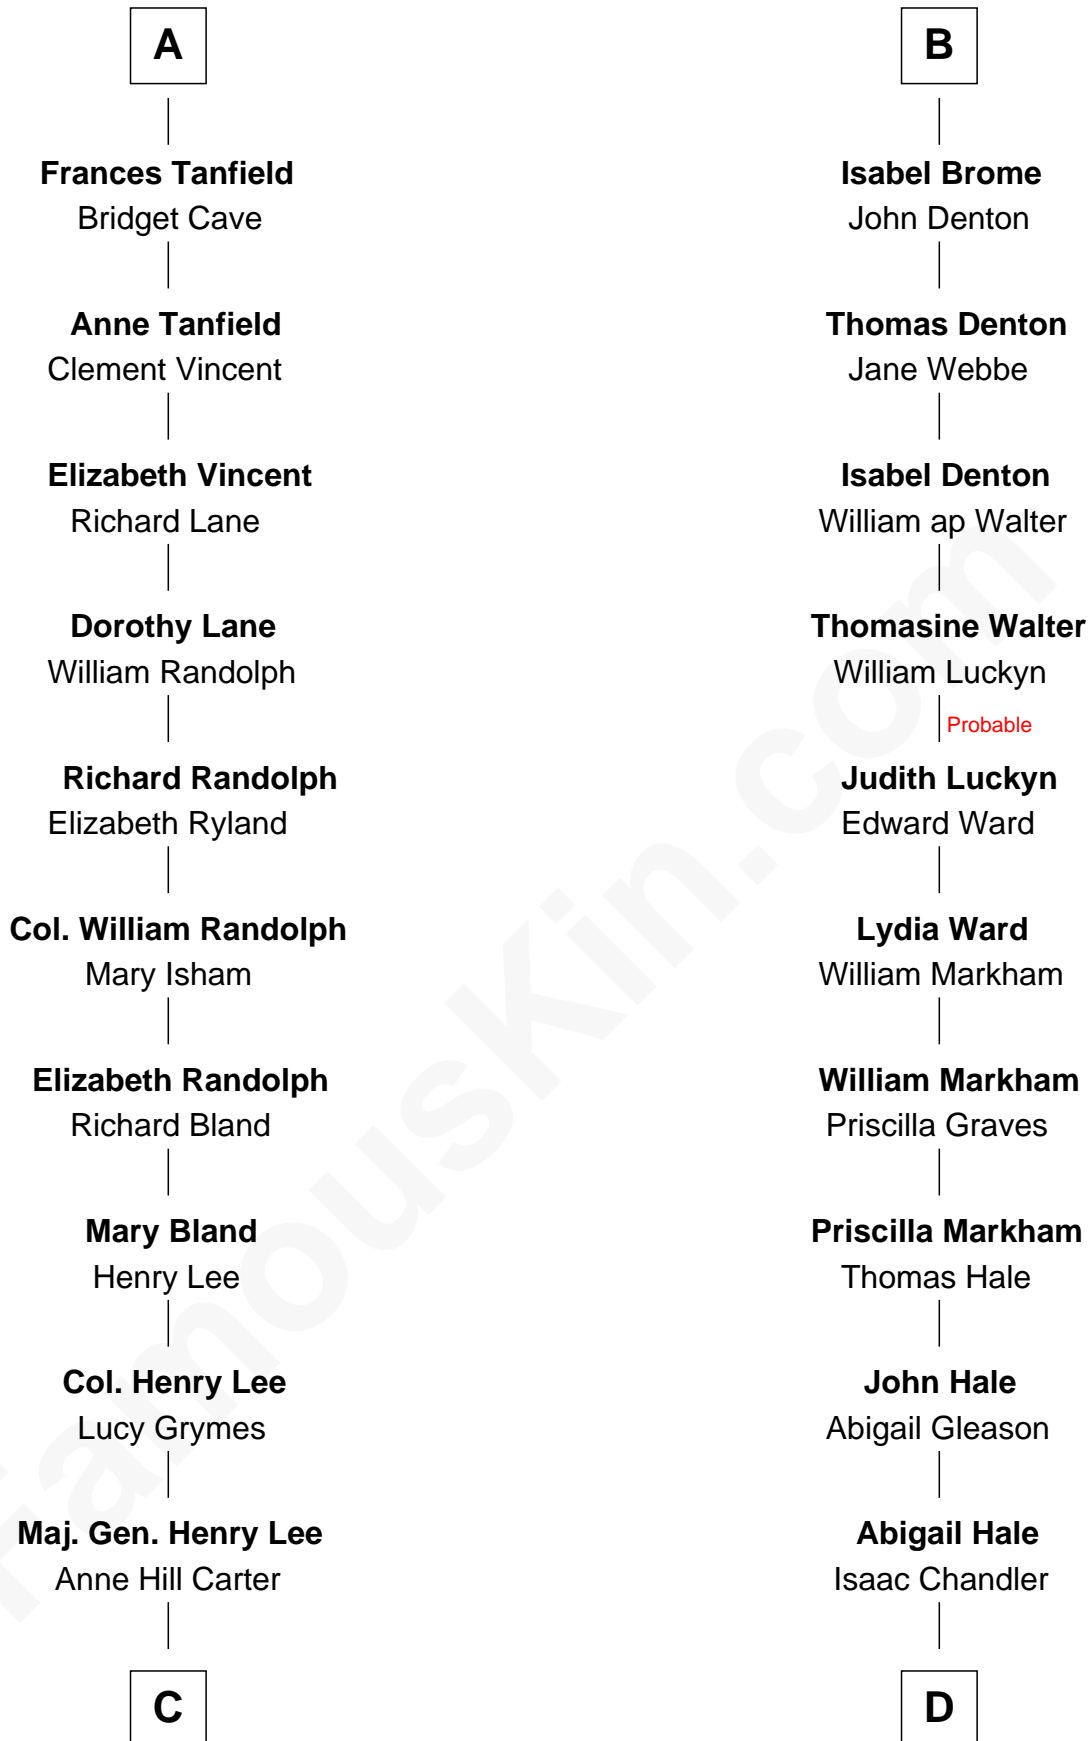 A
Frances Tanfield
Bridget Cave
Anne Tanfield
Clement Vincent
Elizabeth Vincent
Richard Lane
Dorothy Lane
William Randolph
Richard Randolph
Elizabeth Ryland
Col. William Randolph
Mary Isham
Elizabeth Randolph
Richard Bland
Mary Bland
Henry Lee
Col. Henry Lee
Lucy Grymes
Maj. Gen. Henry Lee
Anne Hill Carter
C
B
Isabel Brome
John Denton
Thomas Denton
Jane Webbe
Isabel Denton
William ap Walter
Thomasine Walter
William Luckyn
Probable
Judith Luckyn
Edward Ward
Lydia Ward
William Markham
William Markham
Priscilla Graves
Priscilla Markham
Thomas Hale
John Hale
Abigail Gleason
Abigail Hale
Isaac Chandler
D
FamousKin.com